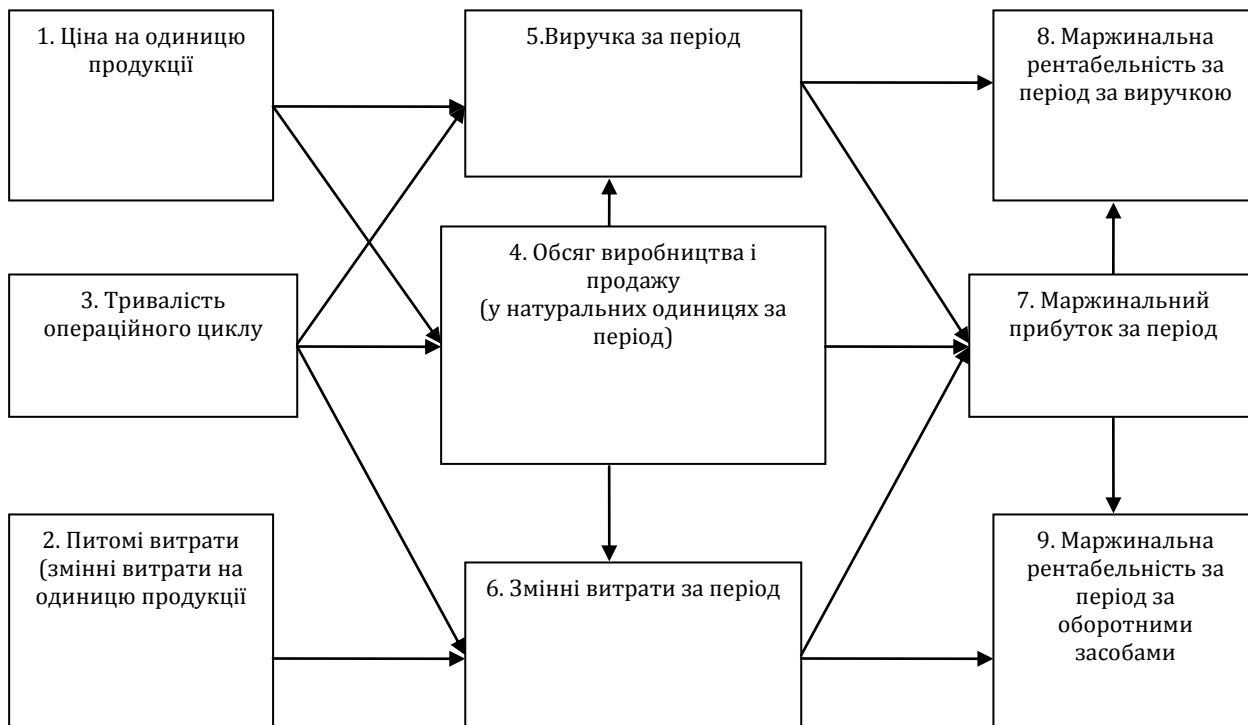 1. Ціна на одиницю
продукції
5.Виручка за період
8. Маржинальна
рентабельність за
період за виручкою
3. Тривалість
операційного циклу
4. Обсяг виробництва і
продажу
(у натуральних одиницях за
період)
7. Маржинальний
прибуток за період
2. Питомі витрати
(змінні витрати на
одиницю продукції
6. Змінні витрати за період
9. Маржинальна
рентабельність за
період за
оборотними
засобами